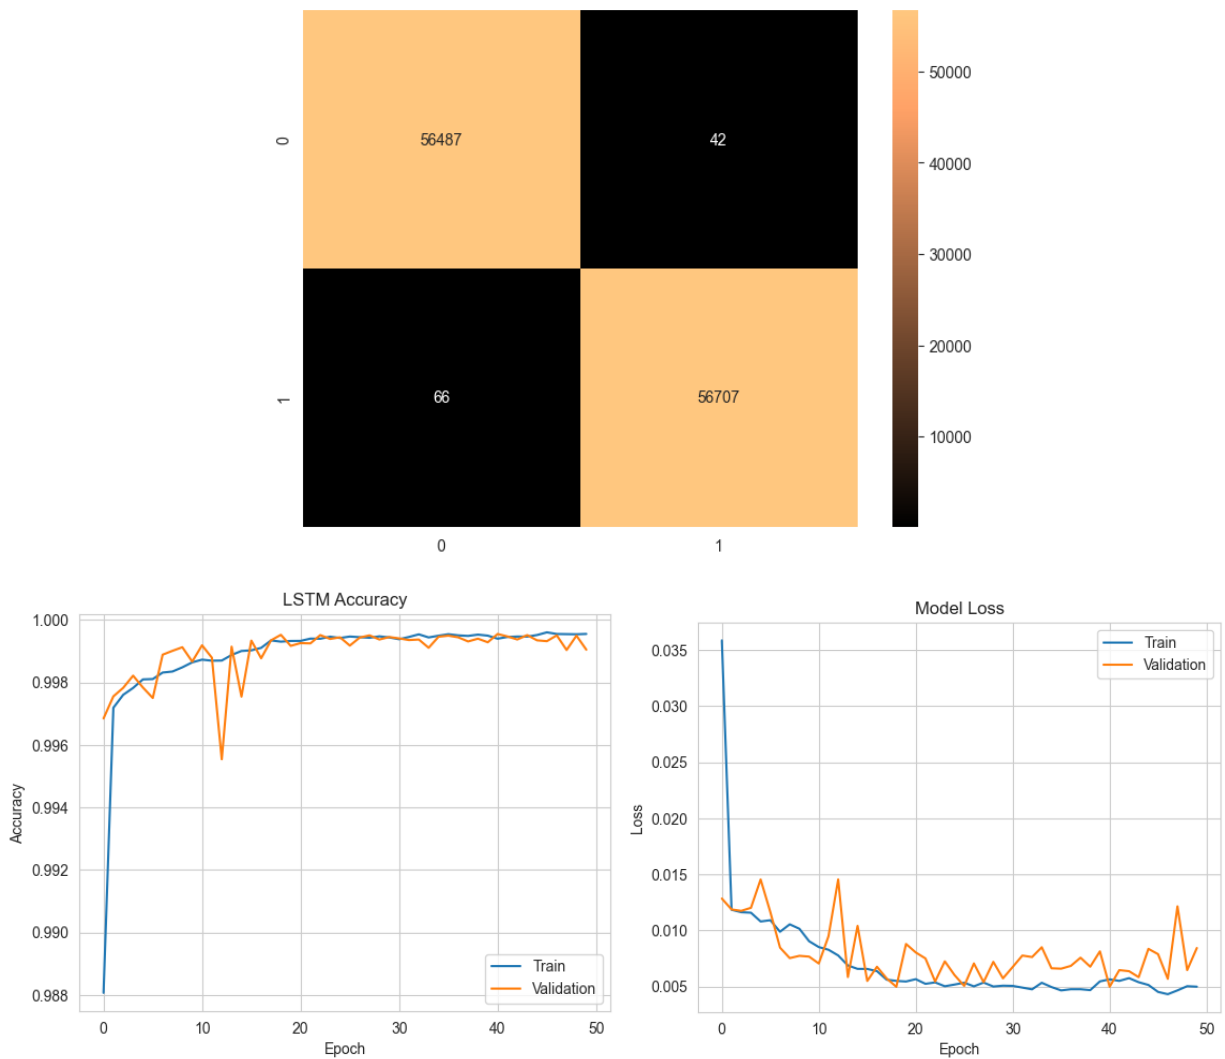 0
56487
42
1
66
56707
0
1
50000
40000
30000
20000
10000
LSTM Accuracy
1.000
0.998
0.996
0.994
0.992
0.990
0.988
Accuracy
Train
Validation
0 10 20 30 40 50
Epoch
Model Loss
0.035
0.030
0.025
0.020
0.015
0.010
0.005
Loss
Train
Validation
0 10 20 30 40 50
Epoch